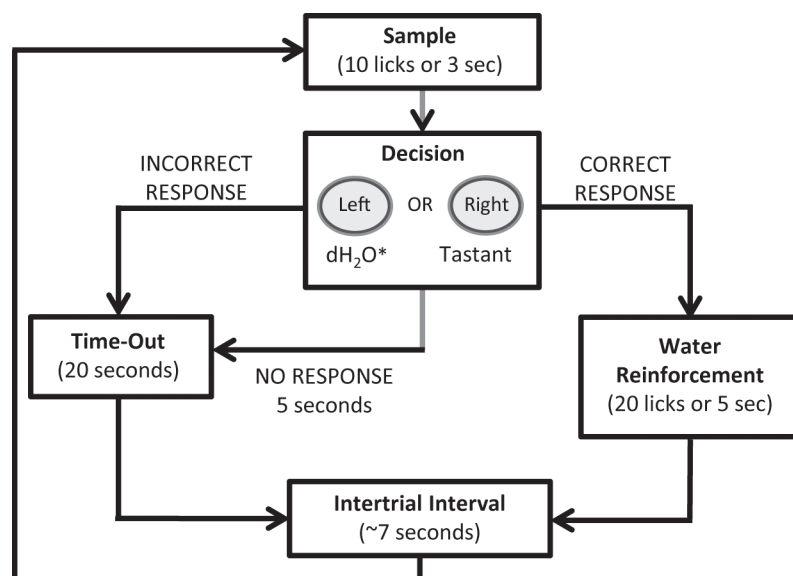 Sample
(10 licks or 3 sec)
Decision
INCORRECT
RESPONSE
CORRECT
RESPONSE
Left OR Right
dH₂O* Tastant
Time-Out
(20 seconds)
NO RESPONSE
5 seconds
Water
Reinforcement
(20 licks or 5 sec)
Intertrial Interval
(~7 seconds)